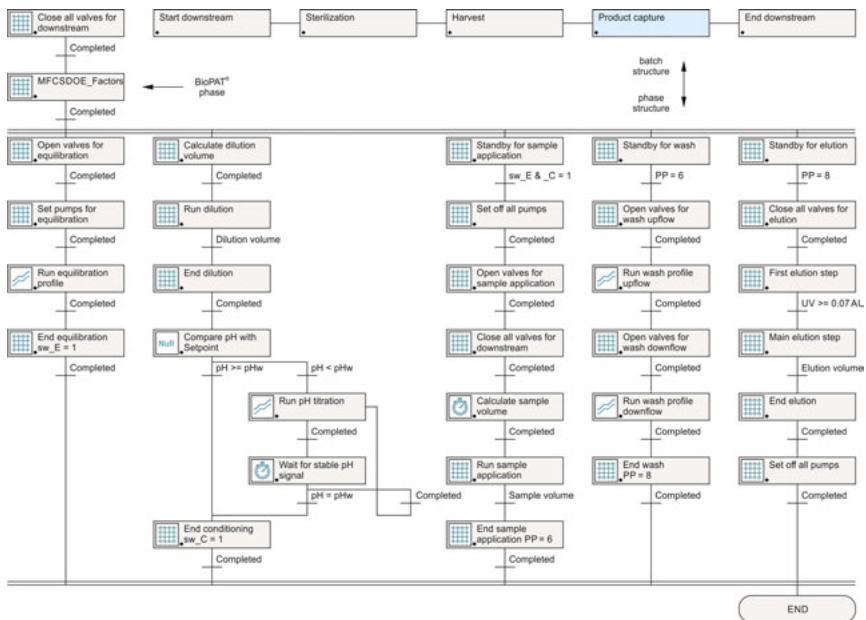 Close all valves for
downstream
Start downstream
Sterilization
Harvest
Product capture
End downstream
Completed
MFCSDOE_Factors
BioPAT®
phase
batch
structure
phase
structure
Completed
Open valves for
equilibration
Completed
Set pumps for
equilibration
Completed
Run equilibration
profile
Completed
End equilibration
sw_E = 1
Completed
Calculate dilution
volume
Completed
Run dilution
Dilution volume
End dilution
Completed
Null
Compare pH with
Setpoint
pH >= pHw
pH < pHw
Run pH titration
Completed
Wait for stable pH
signal
pH = pHw
Completed
End conditioning
sw_C = 1
Completed
Standby for sample
application
sw_E & _C = 1
Set off all pumps
Completed
Open valves for
sample application
Completed
Close all valves for
downstream
Completed
Calculate sample
volume
Completed
Run sample
application
Sample volume
End sample
application PP = 6
Completed
Standby for wash
PP = 6
Open valves for
wash upflow
Completed
Run wash profile
upflow
Completed
Open valves for
wash downflow
Completed
Run wash profile
downflow
Completed
End wash
PP = 8
Completed
Standby for elution
PP = 8
Close all valves for
elution
Completed
First elution step
UV >= 0.07 AU
Main elution step
Elution volume
End elution
Completed
Set off all pumps
Completed
END